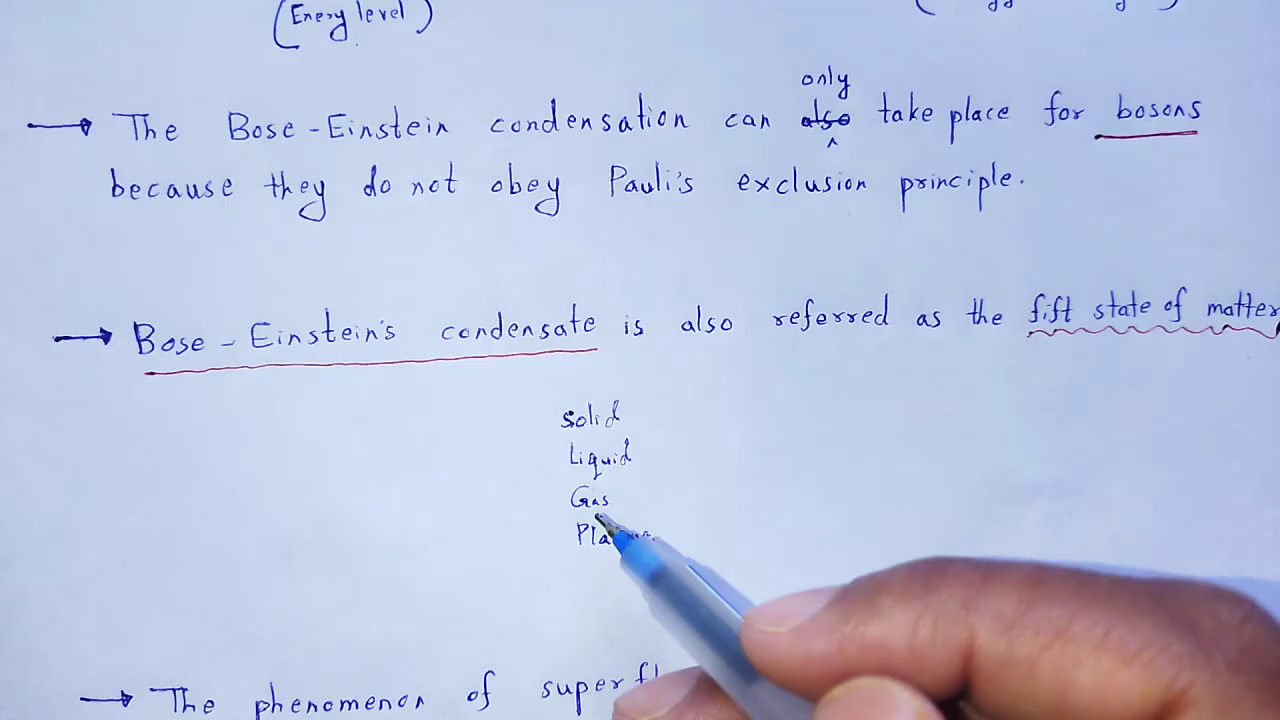 (Enery level)
only
The Bose-Einstein condensation can also take place for bosons
because they do not obey Pauli's exclusion principle.
Bose-Einstein's condensate is also referred as the fift state of matter
Solid
Liquid
Gas
The phenomenon of